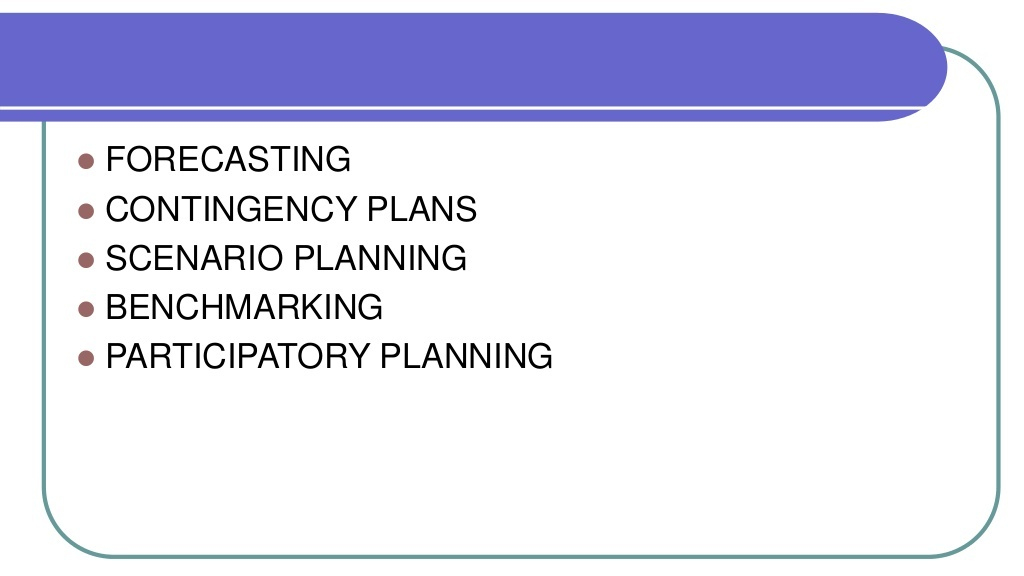 FORECASTING
CONTINGENCY PLANS
SCENARIO PLANNING
BENCHMARKING
PARTICIPATORY PLANNING